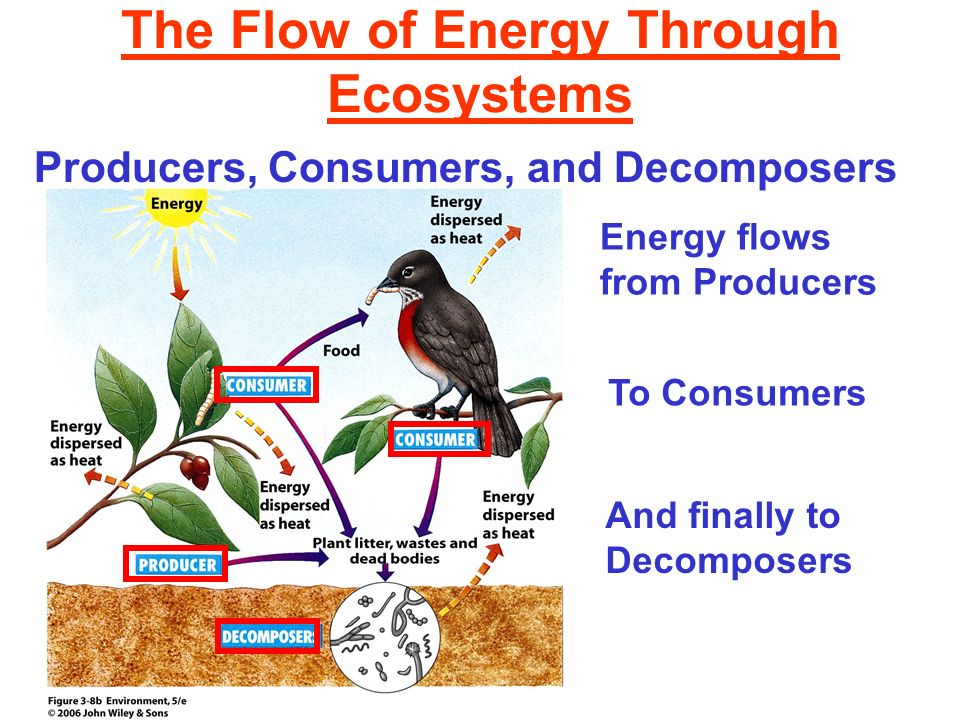 The Flow of Energy Through
Ecosystems
Producers, Consumers, and Decomposers
Energy
Energy
dispersed
as heat
Energy flows
from Producers
Food
CONSUMER
To Consumers
Energy
dispersed
as heat
CONSUMER
Energy
dispersed
as heat
Energy
dispersed
as heat
And finally to
Decomposers
Plant litter, wastes and
dead bodies
PRODUCER
DECOMPOSERS
Figure 3-8b Environment, 5/e
© 2006 John Wiley & Sons